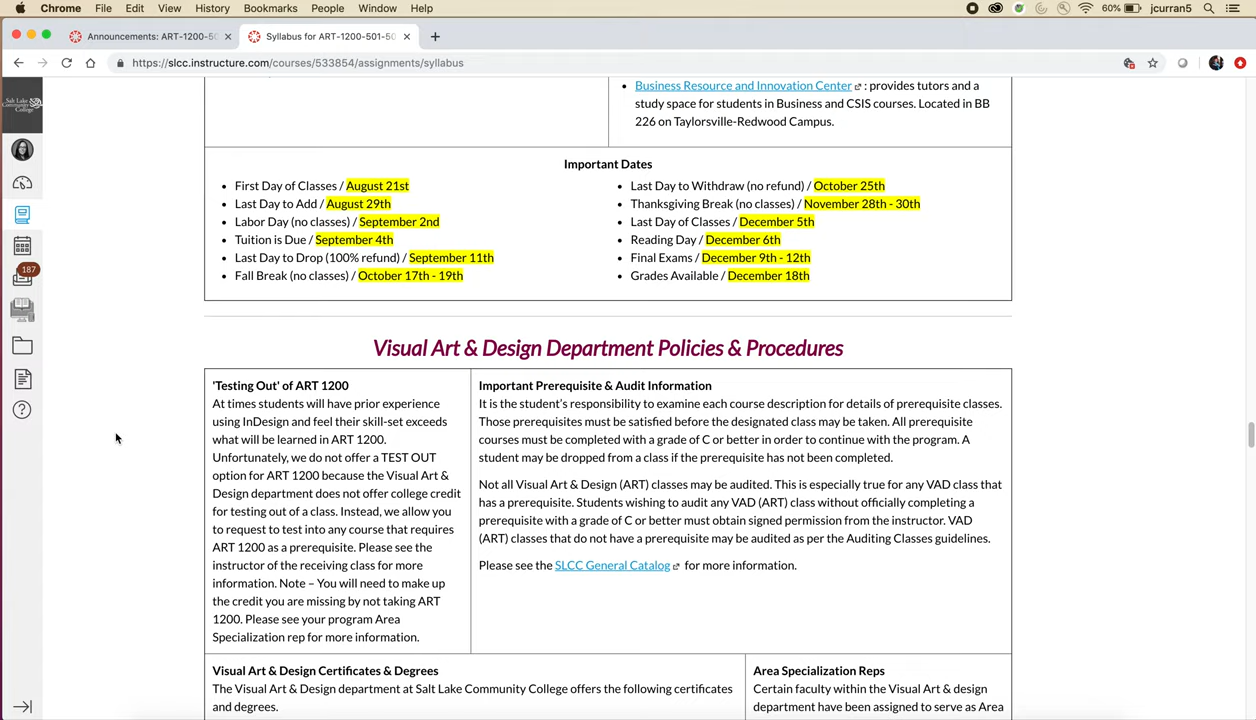 Chrome File Edit View History Bookmarks People Window Help 60% jcurran5
Announcements: ART-1200-50 Syllabus for ART-1200-501-50
https://slcc.instructure.com/courses/533854/assignments/syllabus
Salt Lake
Community
College
187
Business Resource and Innovation Center : provides tutors and a
study space for students in Business and CSIS courses. Located in BB
226 on Taylorsville-Redwood Campus.
Important Dates
First Day of Classes / August 21st
Last Day to Add / August 29th
Labor Day (no classes) / September 2nd
Tuition is Due / September 4th
Last Day to Drop (100% refund) / September 11th
Fall Break (no classes) / October 17th - 19th
Last Day to Withdraw (no refund) / October 25th
Thanksgiving Break (no classes) / November 28th - 30th
Last Day of Classes / December 5th
Reading Day / December 6th
Final Exams / December 9th - 12th
Grades Available / December 18th
Visual Art & Design Department Policies & Procedures
'Testing Out' of ART 1200
At times students will have prior experience
using InDesign and feel their skill-set exceeds
what will be learned in ART 1200.
Unfortunately, we do not offer a TEST OUT
option for ART 1200 because the Visual Art &
Design department does not offer college credit
for testing out of a class. Instead, we allow you
to request to test into any course that requires
ART 1200 as a prerequisite. Please see the
instructor of the receiving class for more
information. Note – You will need to make up
the credit you are missing by not taking ART
1200. Please see your program Area
Specialization rep for more information.
Important Prerequisite & Audit Information
It is the student's responsibility to examine each course description for details of prerequisite classes.
Those prerequisites must be satisfied before the designated class may be taken. All prerequisite
courses must be completed with a grade of C or better in order to continue with the program. A
student may be dropped from a class if the prerequisite has not been completed.
Not all Visual Art & Design (ART) classes may be audited. This is especially true for any VAD class that
has a prerequisite. Students wishing to audit any VAD (ART) class without officially completing a
prerequisite with a grade of C or better must obtain signed permission from the instructor. VAD
(ART) classes that do not have a prerequisite may be audited as per the Auditing Classes guidelines.
Please see the SLCC General Catalog for more information.
Visual Art & Design Certificates & Degrees
The Visual Art & Design department at Salt Lake Community College offers the following certificates
and degrees.
Area Specialization Reps
Certain faculty within the Visual Art & design
department have been assigned to serve as Area